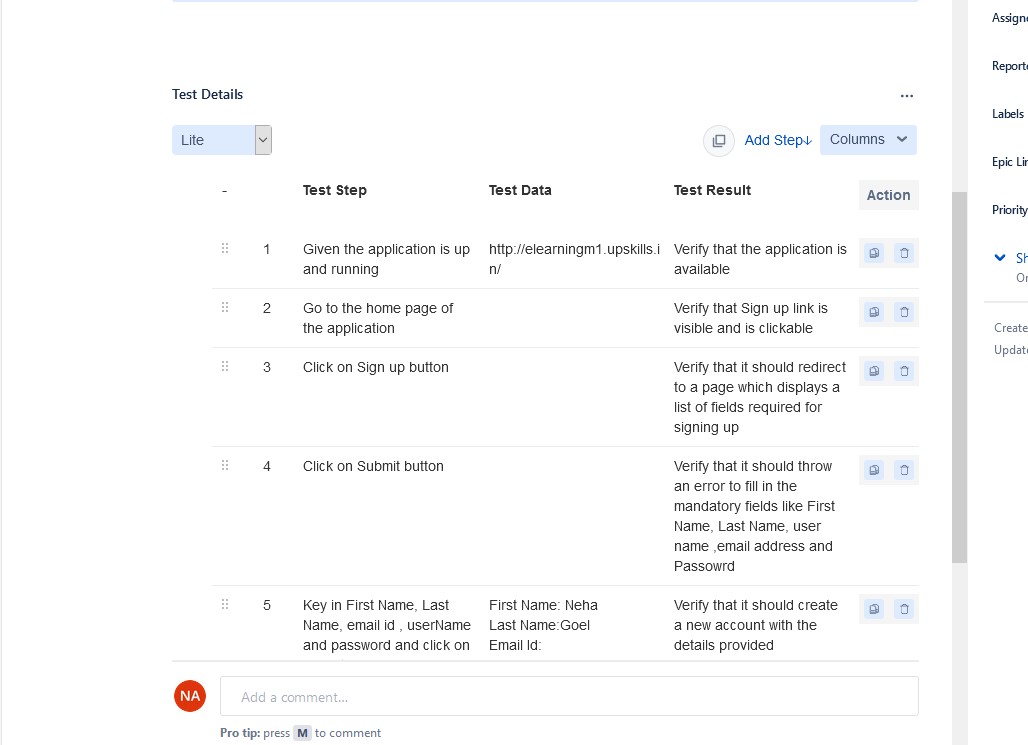 Test Details
Lite
Add Step↓
Columns
- Test Step Test Data Test Result Action
1 Given the application is up http://elearningm1.upskills.i Verify that the application is
and running n/ available
2 Go to the home page of Verify that Sign up link is
the application visible and is clickable
3 Click on Sign up button Verify that it should redirect
to a page which displays a
list of fields required for
signing up
4 Click on Submit button Verify that it should throw
an error to fill in the
mandatory fields like First
Name, Last Name, user
name ,email address and
Passowrd
5 Key in First Name, Last First Name: Neha Verify that it should create
Name, email id , userName Last Name:Goel a new account with the
and password and click on Email Id: details provided
NA Add a comment...
Pro tip: press M to comment
Assign
Report
Labels
Epic Li
Priority
Sh
Create
Update